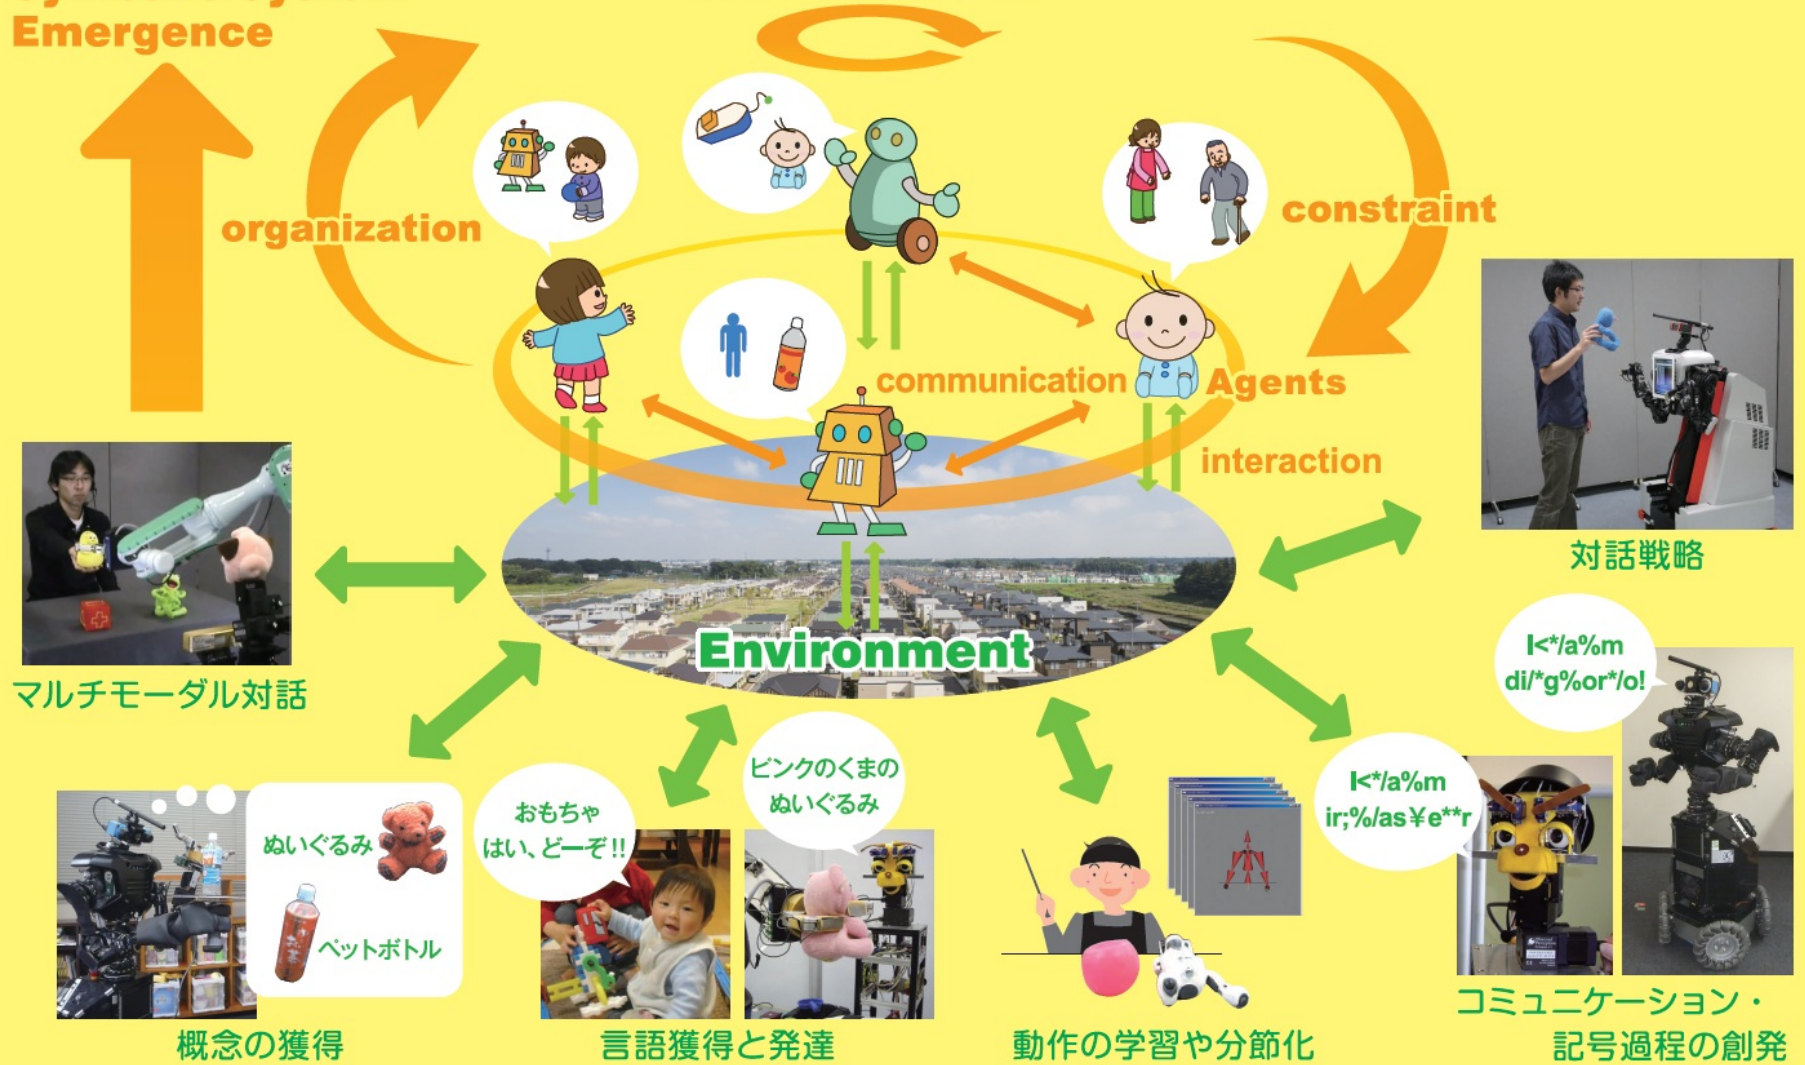 Emergence
organization
constraint
communication
Agents
interaction
対話戦略
Environment
マルチモーダル対話
I<*/a%m
di/*g%or*/o!
ピンクのくまの
ぬいぐるみ
おもちゃ
はい、どーぞ!!
I<*/a%m
ir;%/as¥e**r
ぬいぐるみ
ペットボトル
概念の獲得
言語獲得と発達
動作の学習や分節化
コミュニケーション・
記号過程の創発